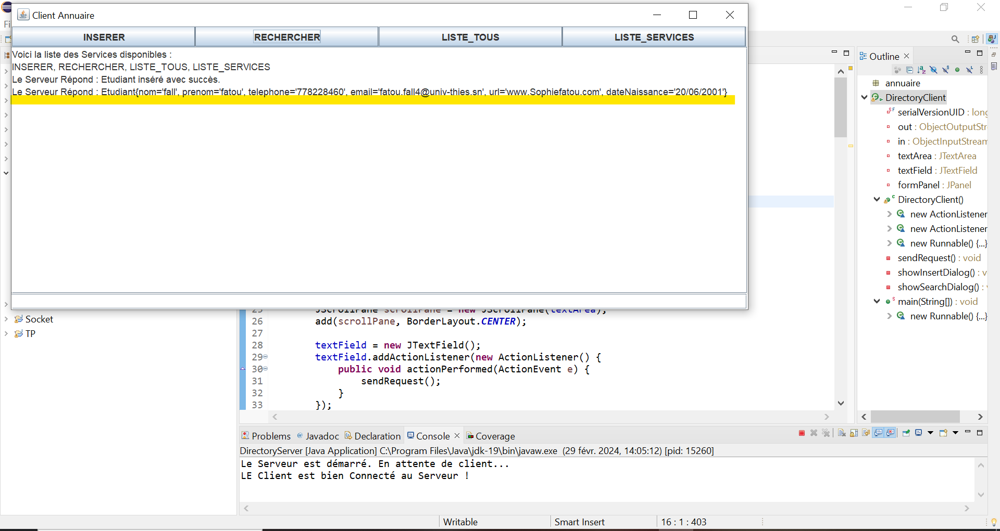 Client Annuaire
Fi
INSERER RECHERCHER LISTE_TOUS LISTE_SERVICES
Voici la liste des Services disponibles :
INSERER, RECHERCHER, LISTE_TOUS, LISTE_SERVICES
Le Serveur Répond : Etudiant inséré avec succès.
Le Serveur Répond : Etudiant{nom='fall', prenom='fatou', telephone='778228460', email='fatou.fall4@univ-thies.sn', url='www.Sophiefatou.com', dateNaissance='20/06/2001'}
Socket
TP
25 JScrollPane scrollPane = new JScrollPane(textArea);
26 add(scrollPane, BorderLayout.CENTER);
27
28 textField = new JTextField();
29 textField.addActionListener(new ActionListener() {
30 public void actionPerformed(ActionEvent e) {
31 sendRequest();
32 }
33 });
Outline
annuaire
DirectoryClient
serialVersionUID : long
out : ObjectOutputStr
in : ObjectInputStream
textArea : JTextArea
textField : JTextField
formPanel : JPanel
DirectoryClient()
new ActionListener
new ActionListener
new Runnable() {...}
sendRequest() : void
showInsertDialog() : v
showSearchDialog() :
main(String[]) : void
new Runnable() {...}
Problems @ Javadoc Declaration Console Coverage
DirectoryServer [Java Application] C:\Program Files\Java\jdk-19\bin\javaw.exe (29 févr. 2024, 14:05:12) [pid: 15260]
Le Serveur est démarré. En attente de client...
LE Client est bien Connecté au Serveur !
Writable Smart Insert 16 : 1 : 403